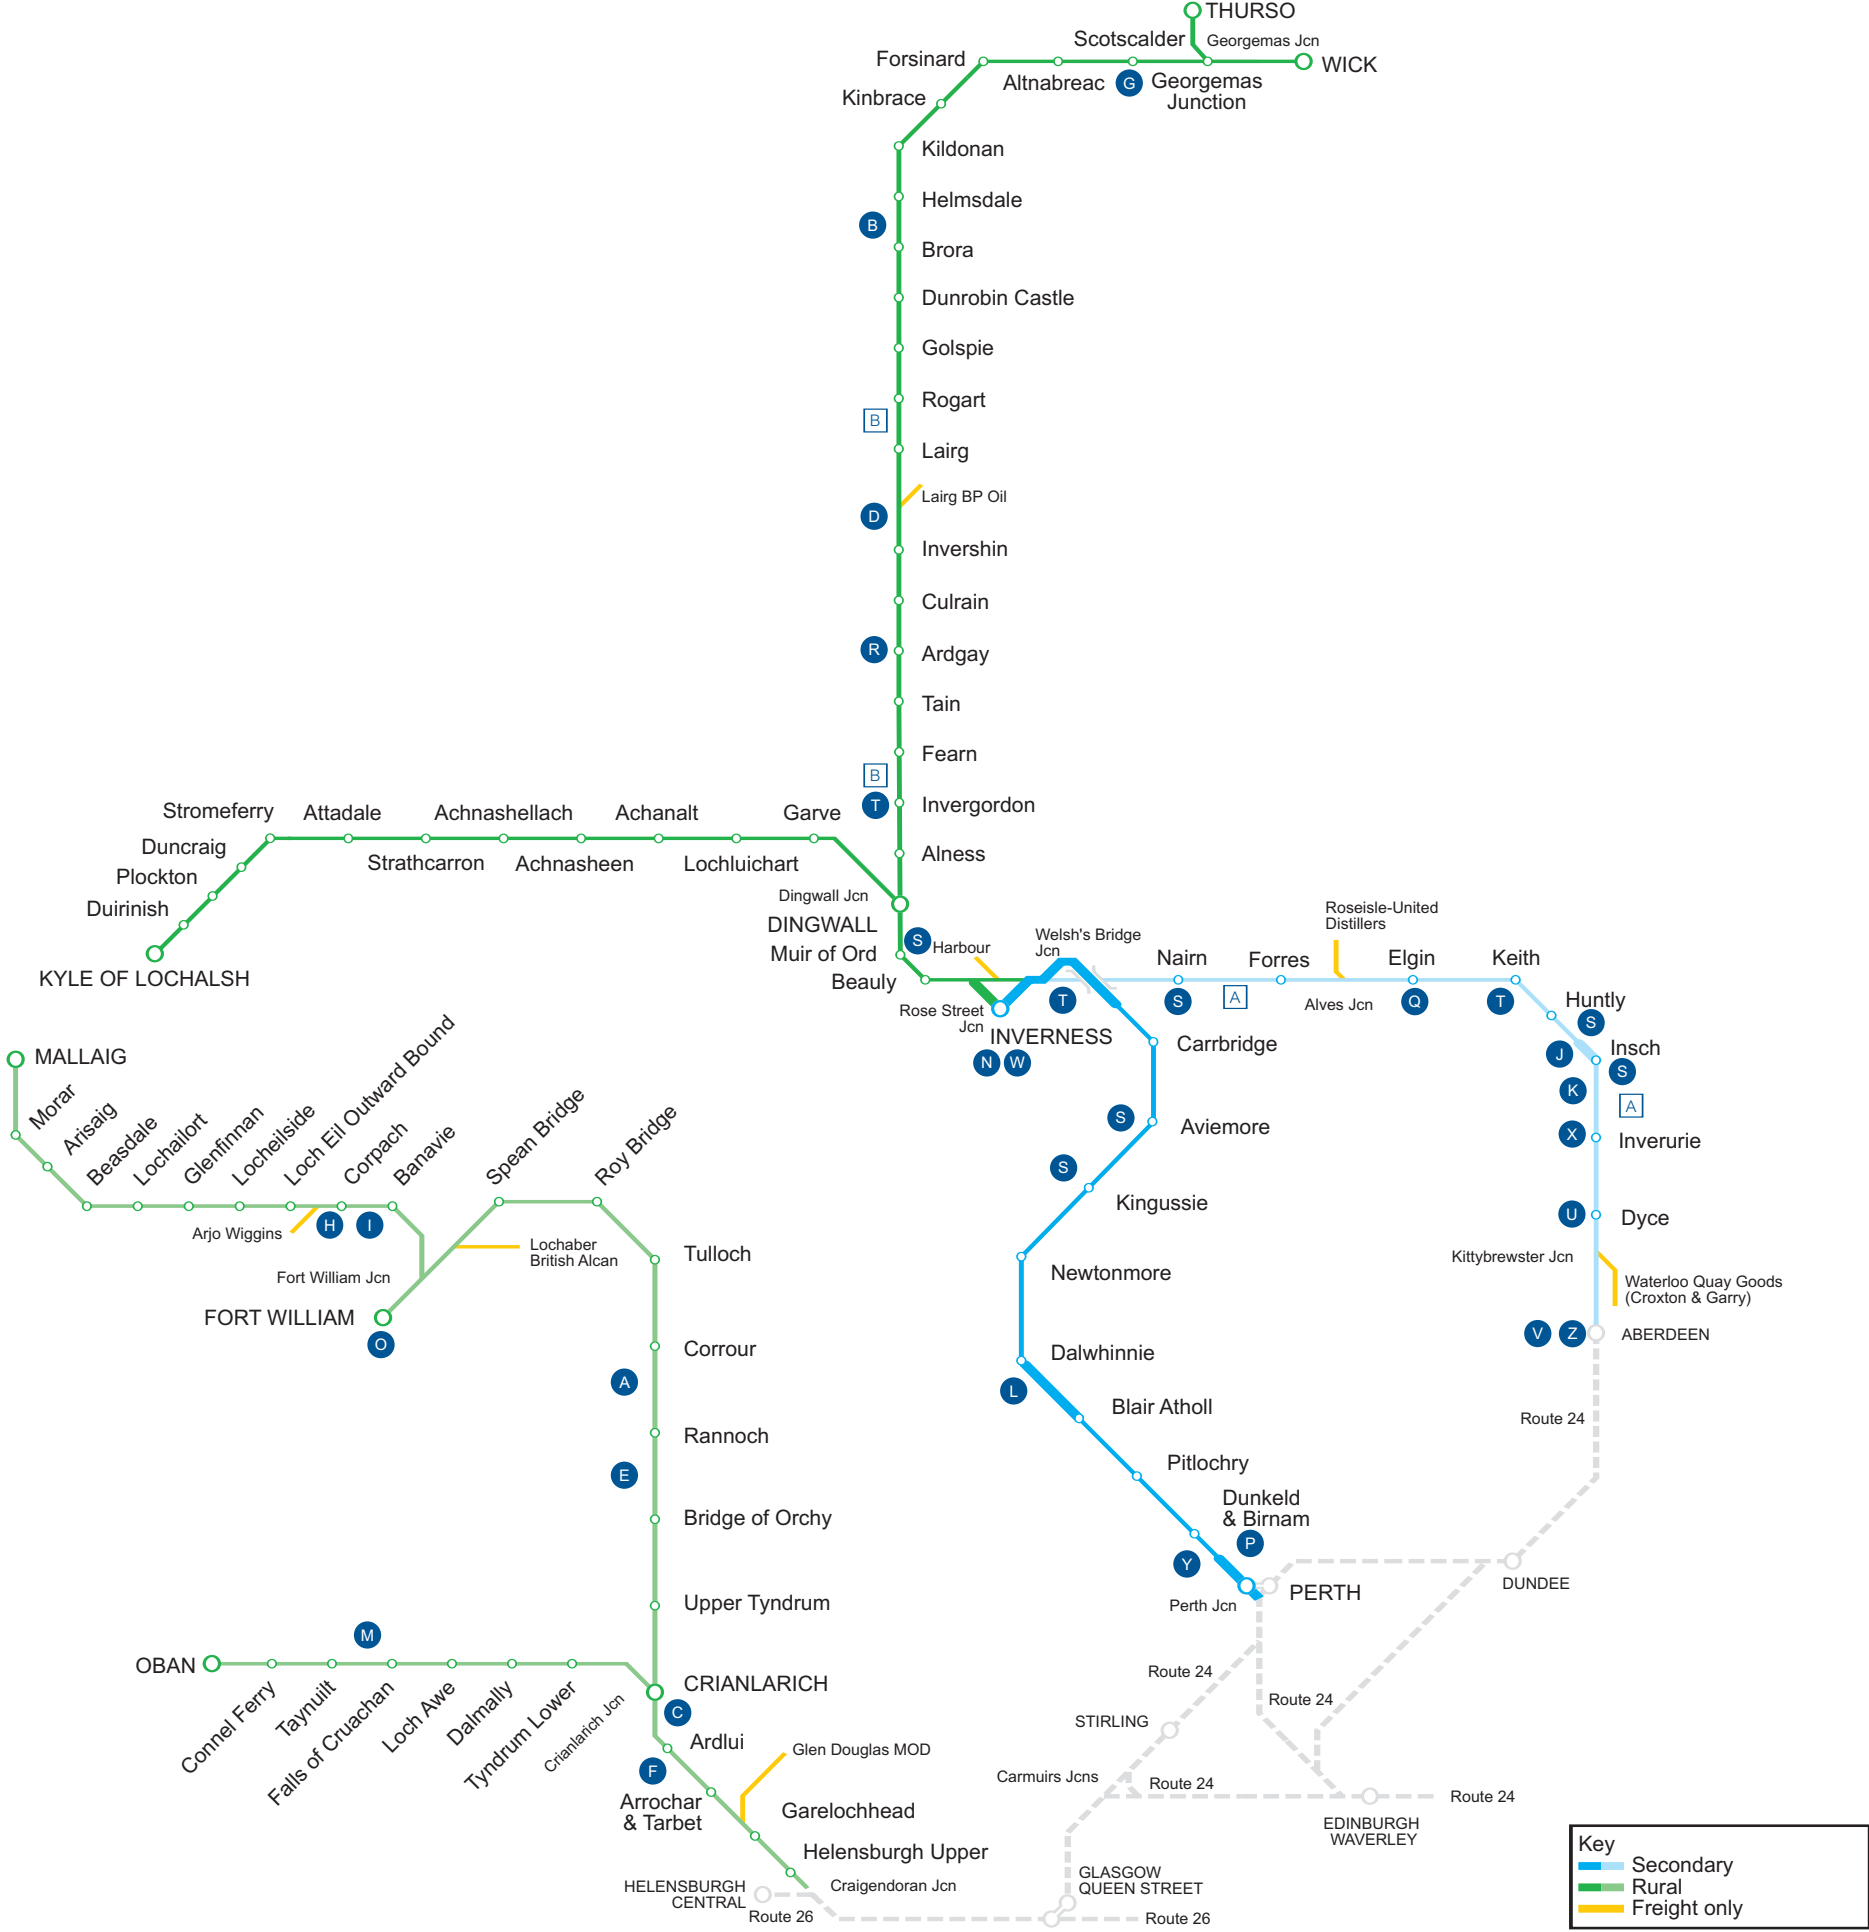 THURSO
Scotscalder
Georgemas Jcn
Forsinard
WICK
Altnabreac
G
Georgemas
Junction
Kinbrace
Kildonan
Helmsdale
B
Brora
Dunrobin Castle
Golspie
Rogart
B
Lairg
Lairg BP Oil
D
Invershin
Culrain
R
Ardgay
Tain
Fearn
B
T
Invergordon
Stromeferry
Attadale
Achnashellach
Achanalt
Garve
Duncraig
Strathcarron
Achnasheen
Lochluichart
Alness
Plockton
Duirinish
Dingwall Jcn
DINGWALL
KYLE OF LOCHALSH
Muir of Ord
S
Harbour
Beauly
Welsh's Bridge
Jcn
Rose Street
Jcn
INVERNESS
N
W
T
Nairn
S
A
Forres
Roseisle-United
Distillers
Alves Jcn
Elgin
Q
Keith
T
Huntly
S
J
Insch
S
K
A
X
Inverurie
U
Dyce
Kittybrewster Jcn
Waterloo Quay Goods
(Croxton & Garry)
V
Z
ABERDEEN
Route 24
Carrbridge
S
Aviemore
S
Kingussie
Newtonmore
Dalwhinnie
L
Blair Atholl
Pitlochry
Dunkeld
& Birnam
P
Y
Perth Jcn
PERTH
DUNDEE
MALLAIG
Morar
Arisaig
Beasdale
Lochailort
Glenfinnan
Locheilside
Loch Eil Outward Bound
Corpach
Banavie
Spean Bridge
Roy Bridge
Arjo Wiggins
H
I
Lochaber
British Alcan
Fort William Jcn
FORT WILLIAM
O
Tulloch
Corrour
A
Rannoch
E
Bridge of Orchy
Upper Tyndrum
M
OBAN
Connel Ferry
Taynuilt
Falls of Cruachan
Loch Awe
Dalmally
Tyndrum Lower
Crianlarich Jcn
CRIANLARICH
C
Ardlui
F
Arrochar
& Tarbet
Glen Douglas MOD
Garelochhead
Helensburgh Upper
Craigendoran Jcn
HELENSBURGH
CENTRAL
Route 26
Route 24
Route 24
STIRLING
Carmuirs Jcns
Route 24
Route 24
EDINBURGH
WAVERLEY
GLASGOW
QUEEN STREET
Route 26
Key
Secondary
Rural
Freight only